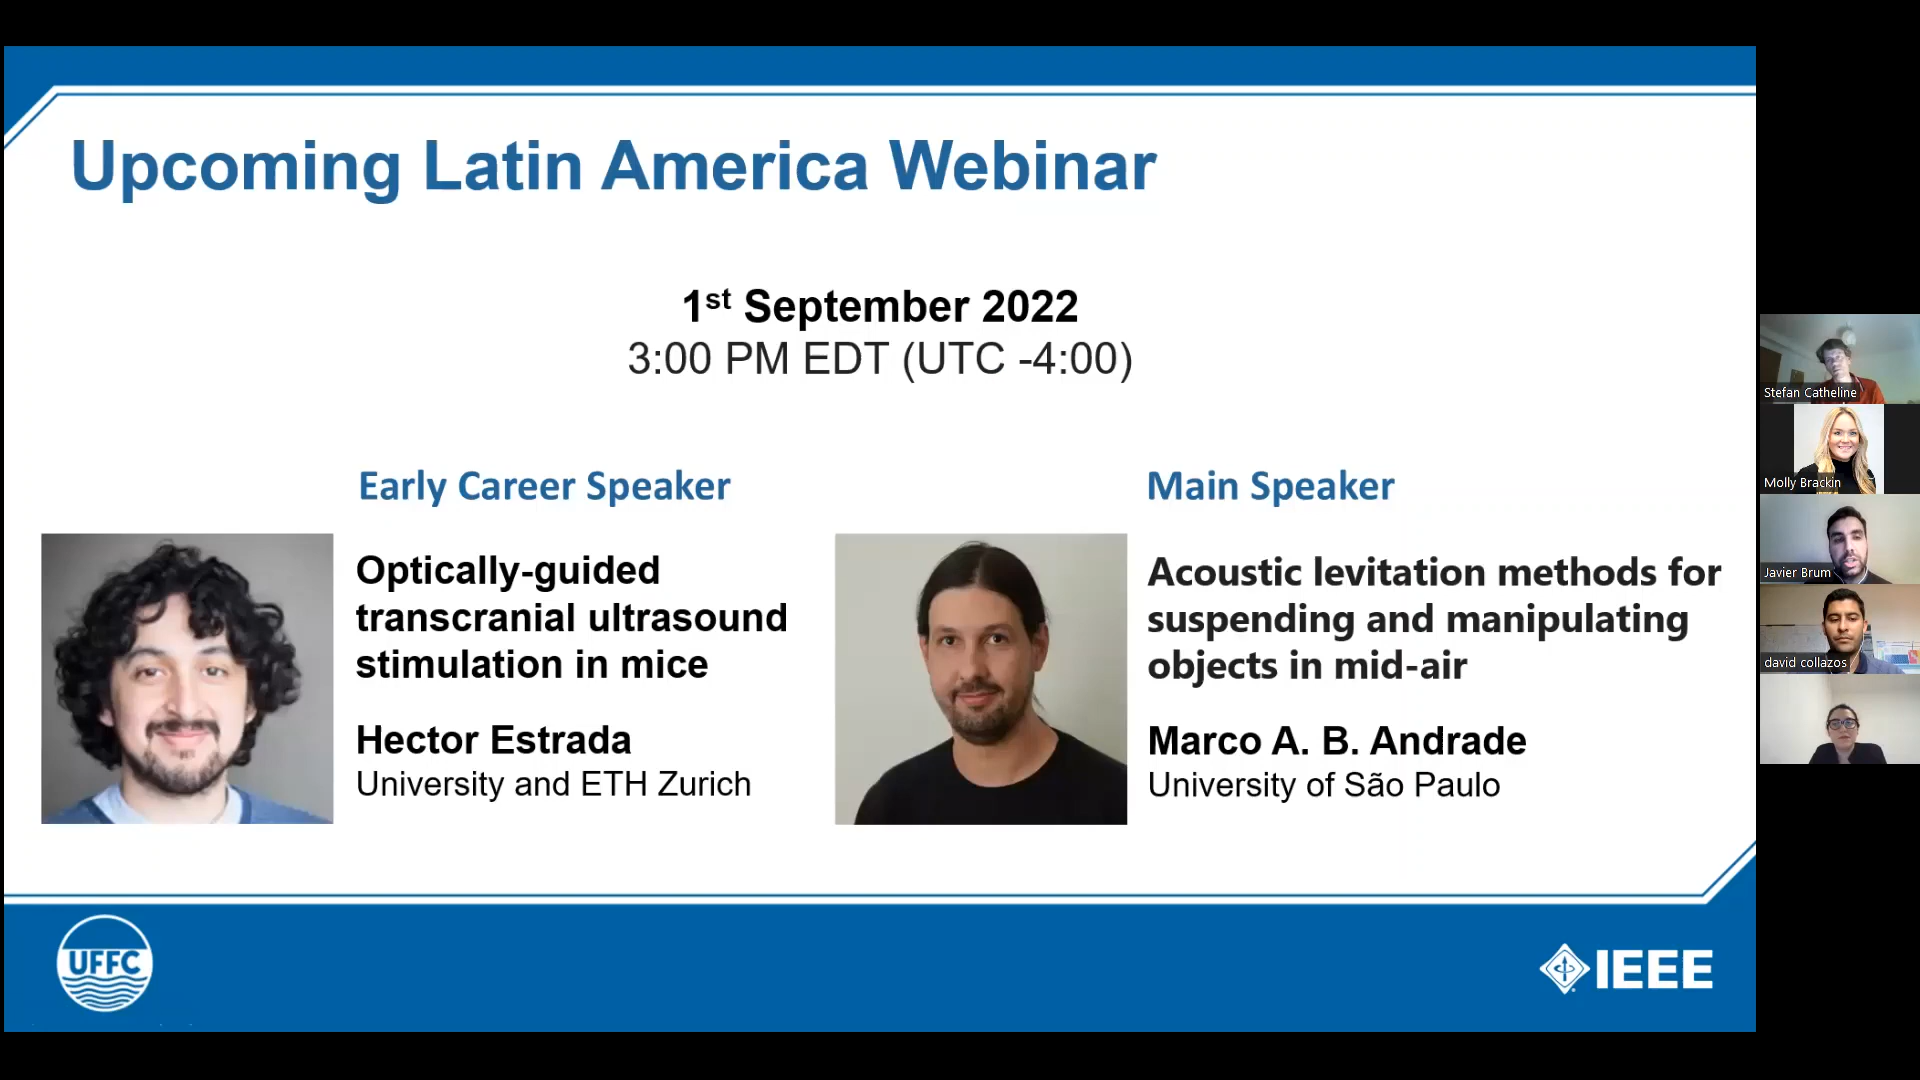 Upcoming Latin America Webinar
1st September 2022
3:00 PM EDT (UTC -4:00)
Early Career Speaker
Optically-guided
transcranial ultrasound
stimulation in mice
Hector Estrada
University and ETH Zurich
Main Speaker
Acoustic levitation methods for
suspending and manipulating
objects in mid-air
Marco A. B. Andrade
University of São Paulo
UFFC
IEEE
Stefan Catheline
Molly Brackin
Javier Brum
david collazos